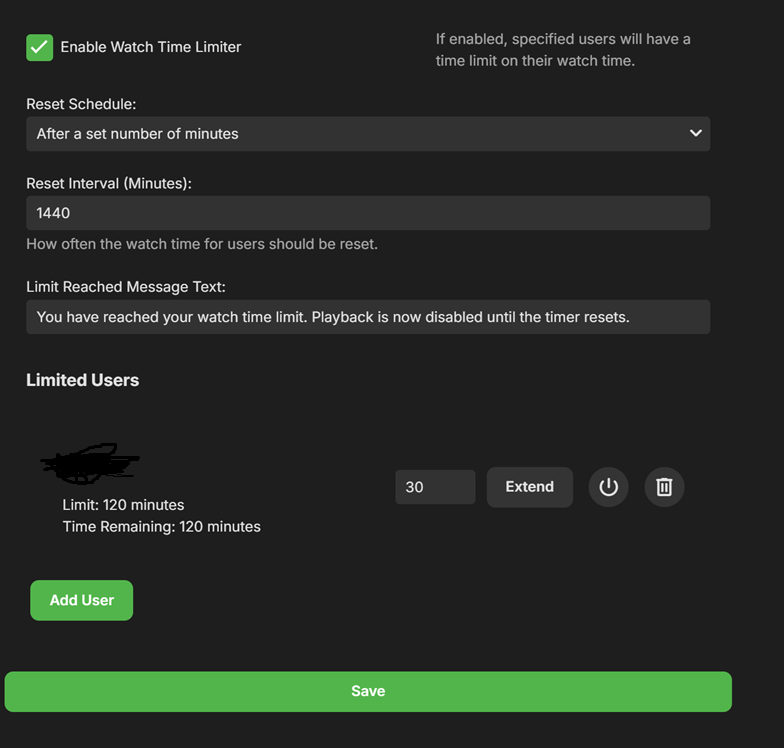 Enable Watch Time Limiter
If enabled, specified users will have a
time limit on their watch time.
Reset Schedule:
After a set number of minutes
Reset Interval (Minutes):
1440
How often the watch time for users should be reset.
Limit Reached Message Text:
You have reached your watch time limit. Playback is now disabled until the timer resets.
Limited Users
Limit: 120 minutes
Time Remaining: 120 minutes
30
Extend
Add User
Save